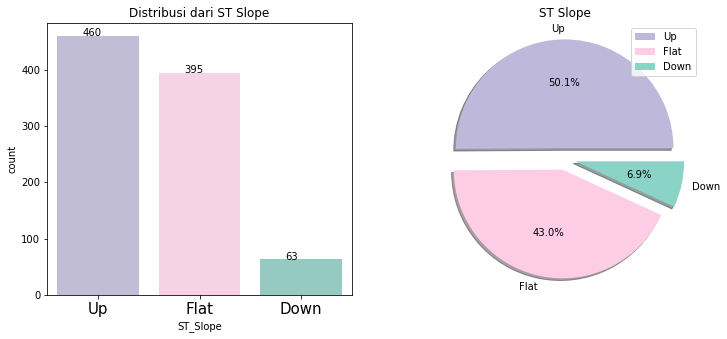 Distribusi dari ST Slope
460
395
63
400
300
200
100
0
count
Up
Flat
Down
ST_Slope
ST Slope
Up
Flat
Down
Up
50.1%
6.9%
Down
43.0%
Flat